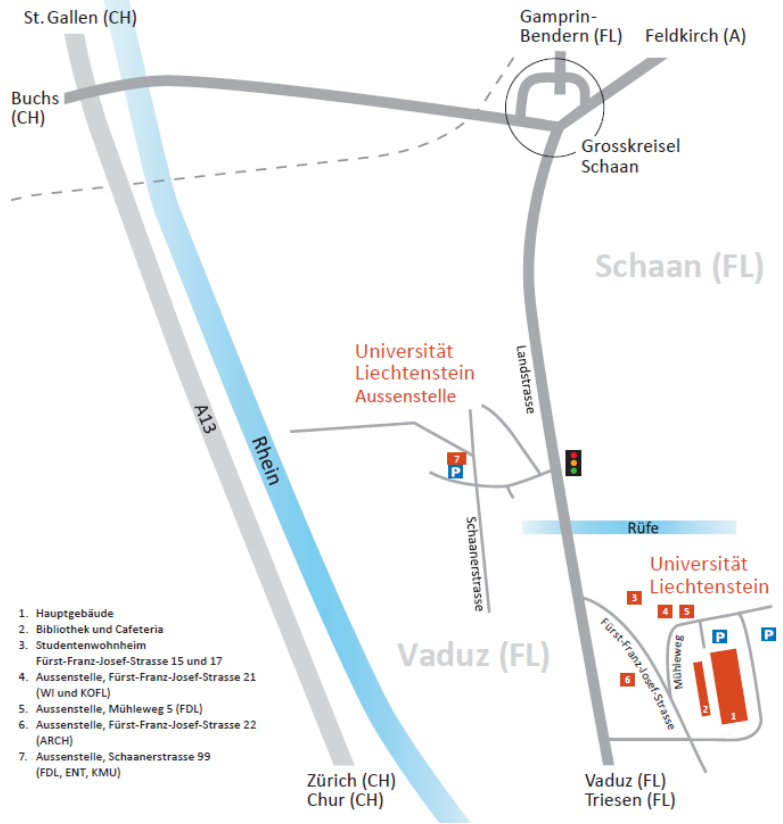 St. Gallen (CH)
Gamprin-
Bendern (FL)
Feldkirch (A)
Buchs
(CH)
Grosskreisel
Schaan
Schaan (FL)
Universität
Liechtenstein
Aussenstelle
Landstrasse
A13
Rhein
7
P
Schaanerstrasse
Rüfe
Universität
Liechtenstein
3
4
5
P
P
Fürst-Franz-Josef-Strasse
Mühleweg
Vaduz (FL)
6
2
1
1. Hauptgebäude
2. Bibliothek und Cafeteria
3. Studentenwohnheim
Fürst-Franz-Josef-Strasse 15 und 17
4. Aussenstelle, Fürst-Franz-Josef-Strasse 21
(WI und KOFL)
5. Aussenstelle, Mühleweg 5 (FDL)
6. Aussenstelle, Fürst-Franz-Josef-Strasse 22
(ARCH)
7. Aussenstelle, Schaanerstrasse 99
(FDL, ENT, KMU)
Zürich (CH)
Chur (CH)
Vaduz (FL)
Triesen (FL)